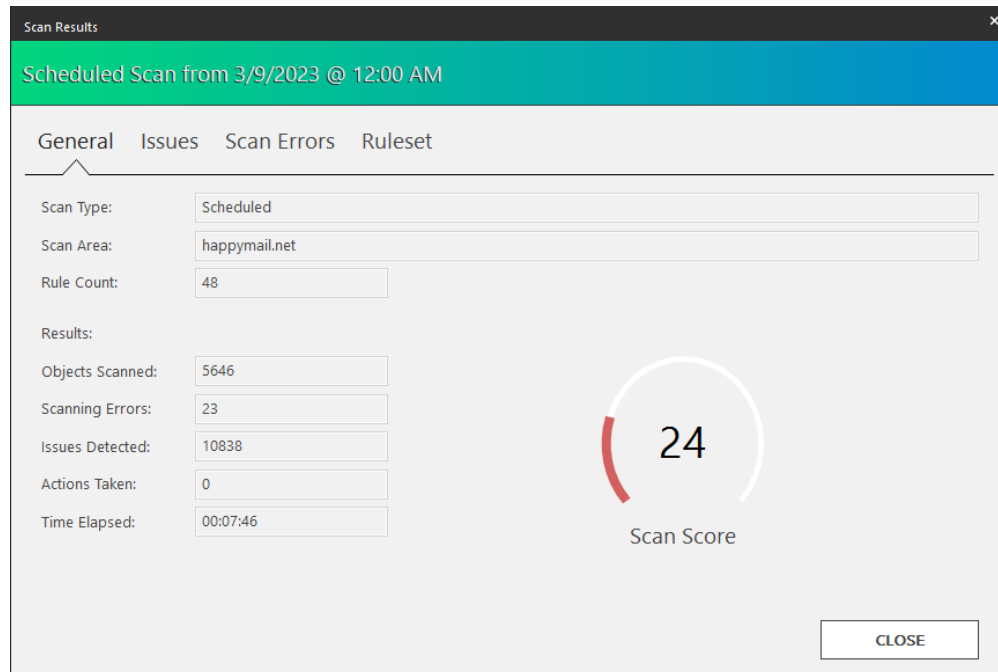 Scan Results
Scheduled Scan from 3/9/2023 @ 12:00 AM
General Issues Scan Errors Ruleset
Scan Type: Scheduled
Scan Area: happymail.net
Rule Count: 48
Results:
Objects Scanned: 5646
Scanning Errors: 23
Issues Detected: 10838
Actions Taken: 0
Time Elapsed: 00:07:46
24
Scan Score
CLOSE